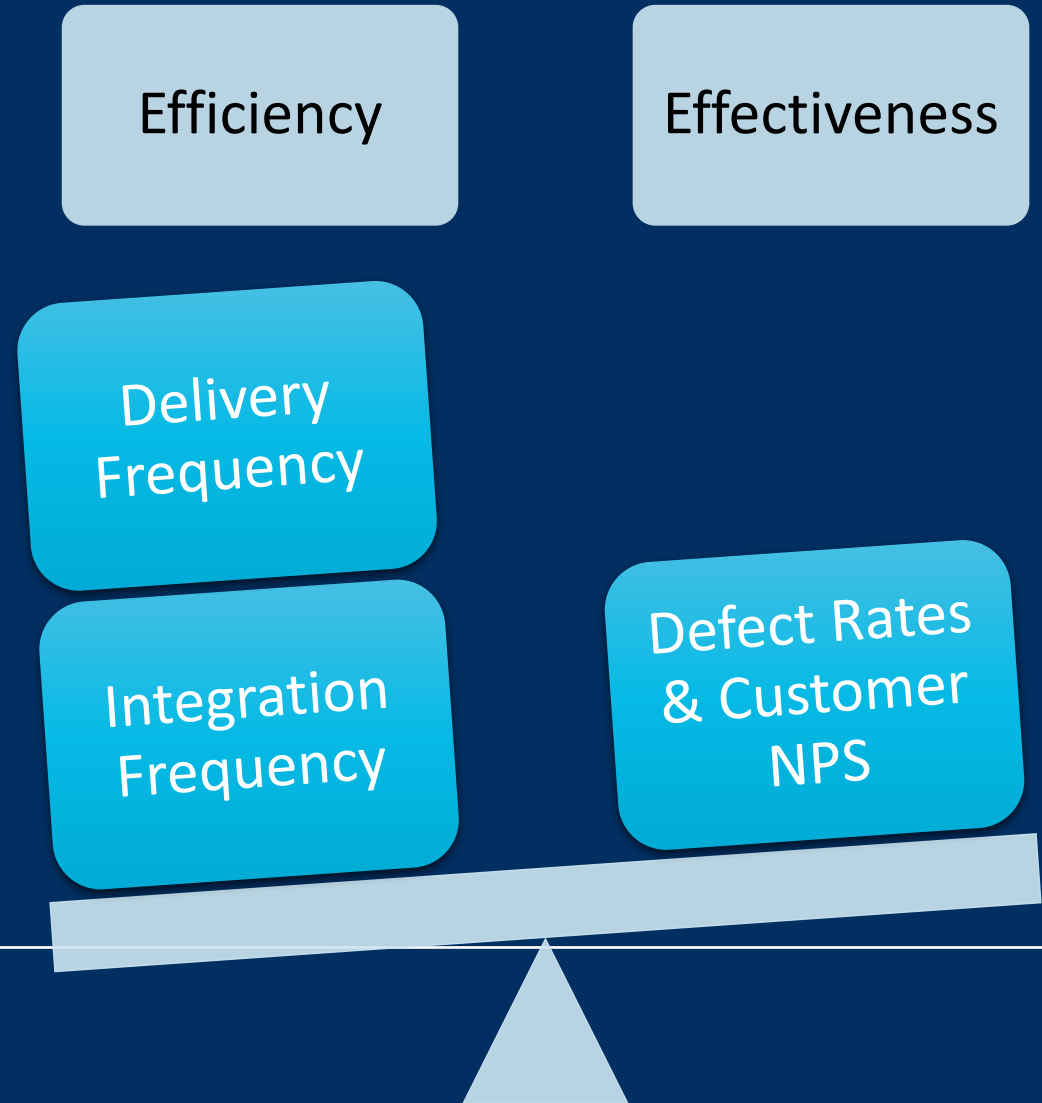 Efficiency
Effectiveness
Delivery
Frequency
Integration
Frequency
Defect Rates
& Customer
NPS